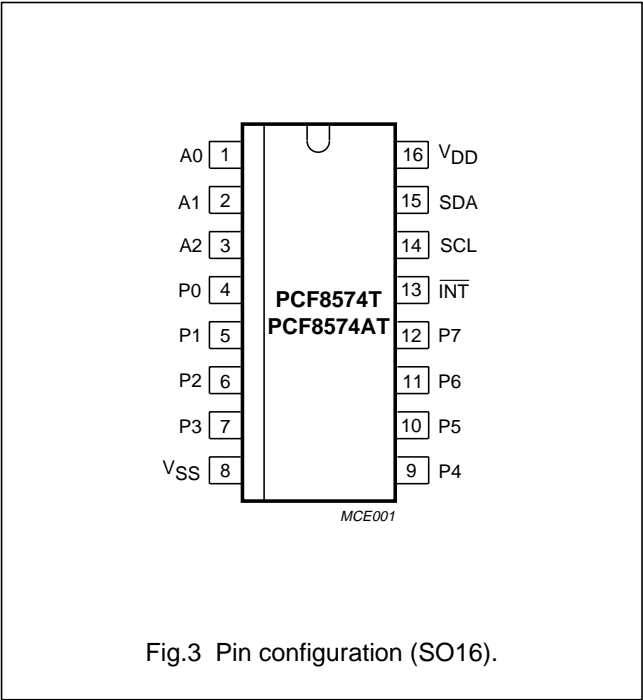 A0 1 16 VDD
A1 2 15 SDA
A2 3 14 SCL
P0 4 13 INT
PCF8574T
PCF8574AT
P1 5 12 P7
P2 6 11 P6
P3 7 10 P5
VSS 8 9 P4
MCE001
Fig.3 Pin configuration (SO16).